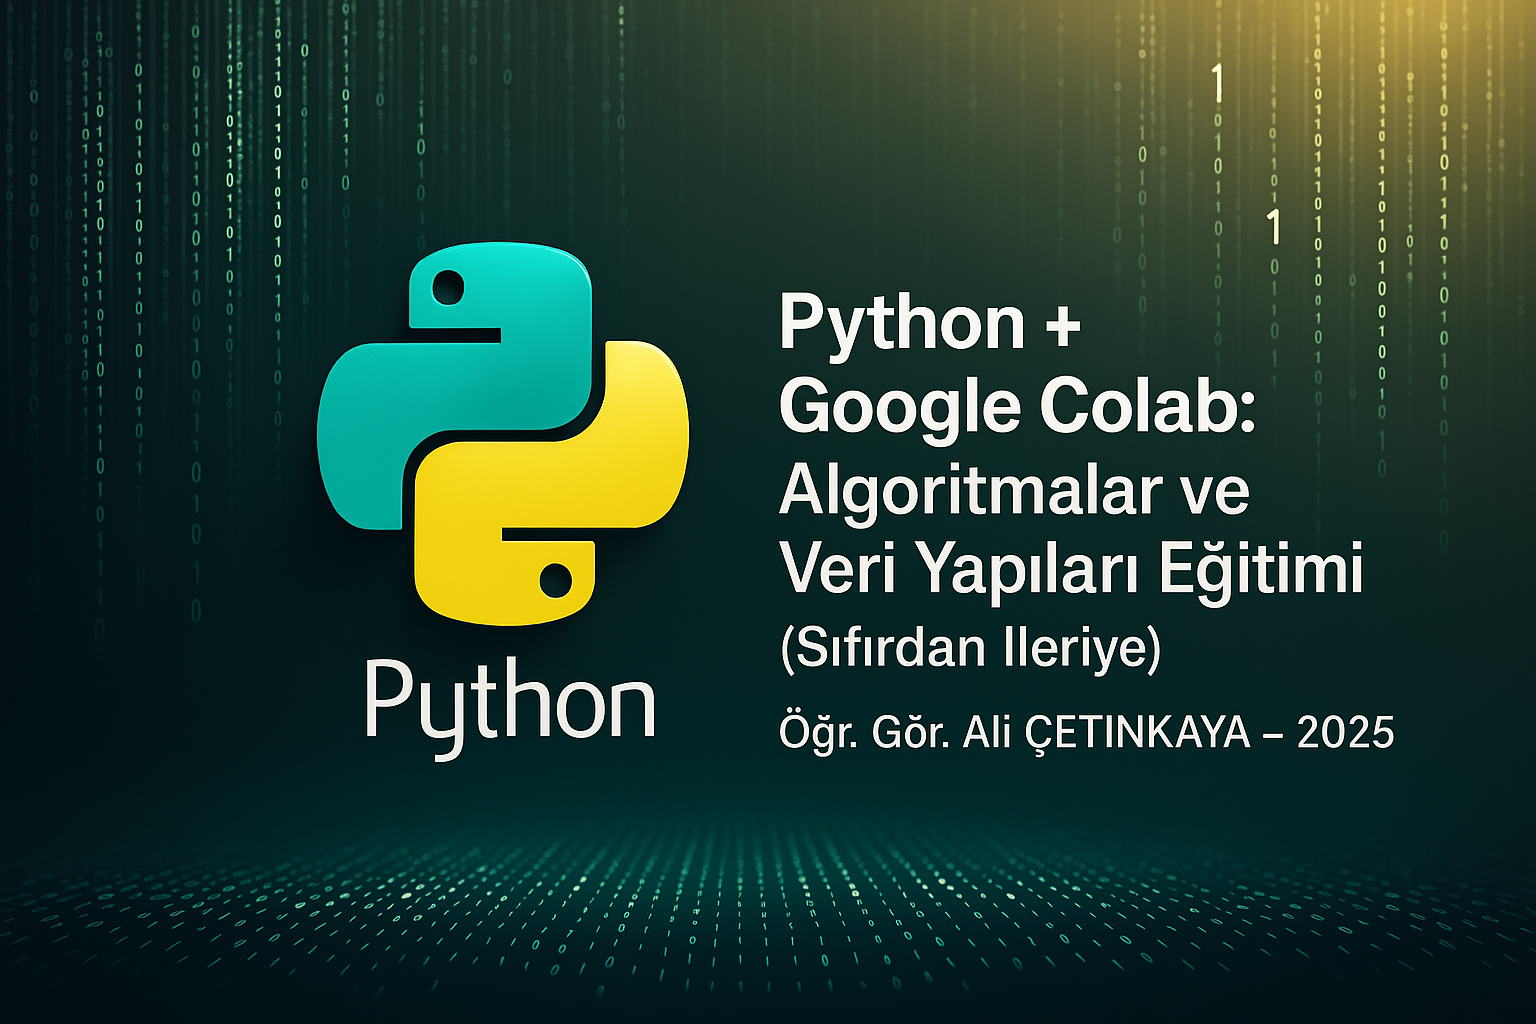 Python
Python +
Google Colab:
Algoritmalar ve
Veri Yapıları Eğitimi
(Sıfırdan Ileriye)
Öğr. Gör. Ali ÇETINKAYA – 2025